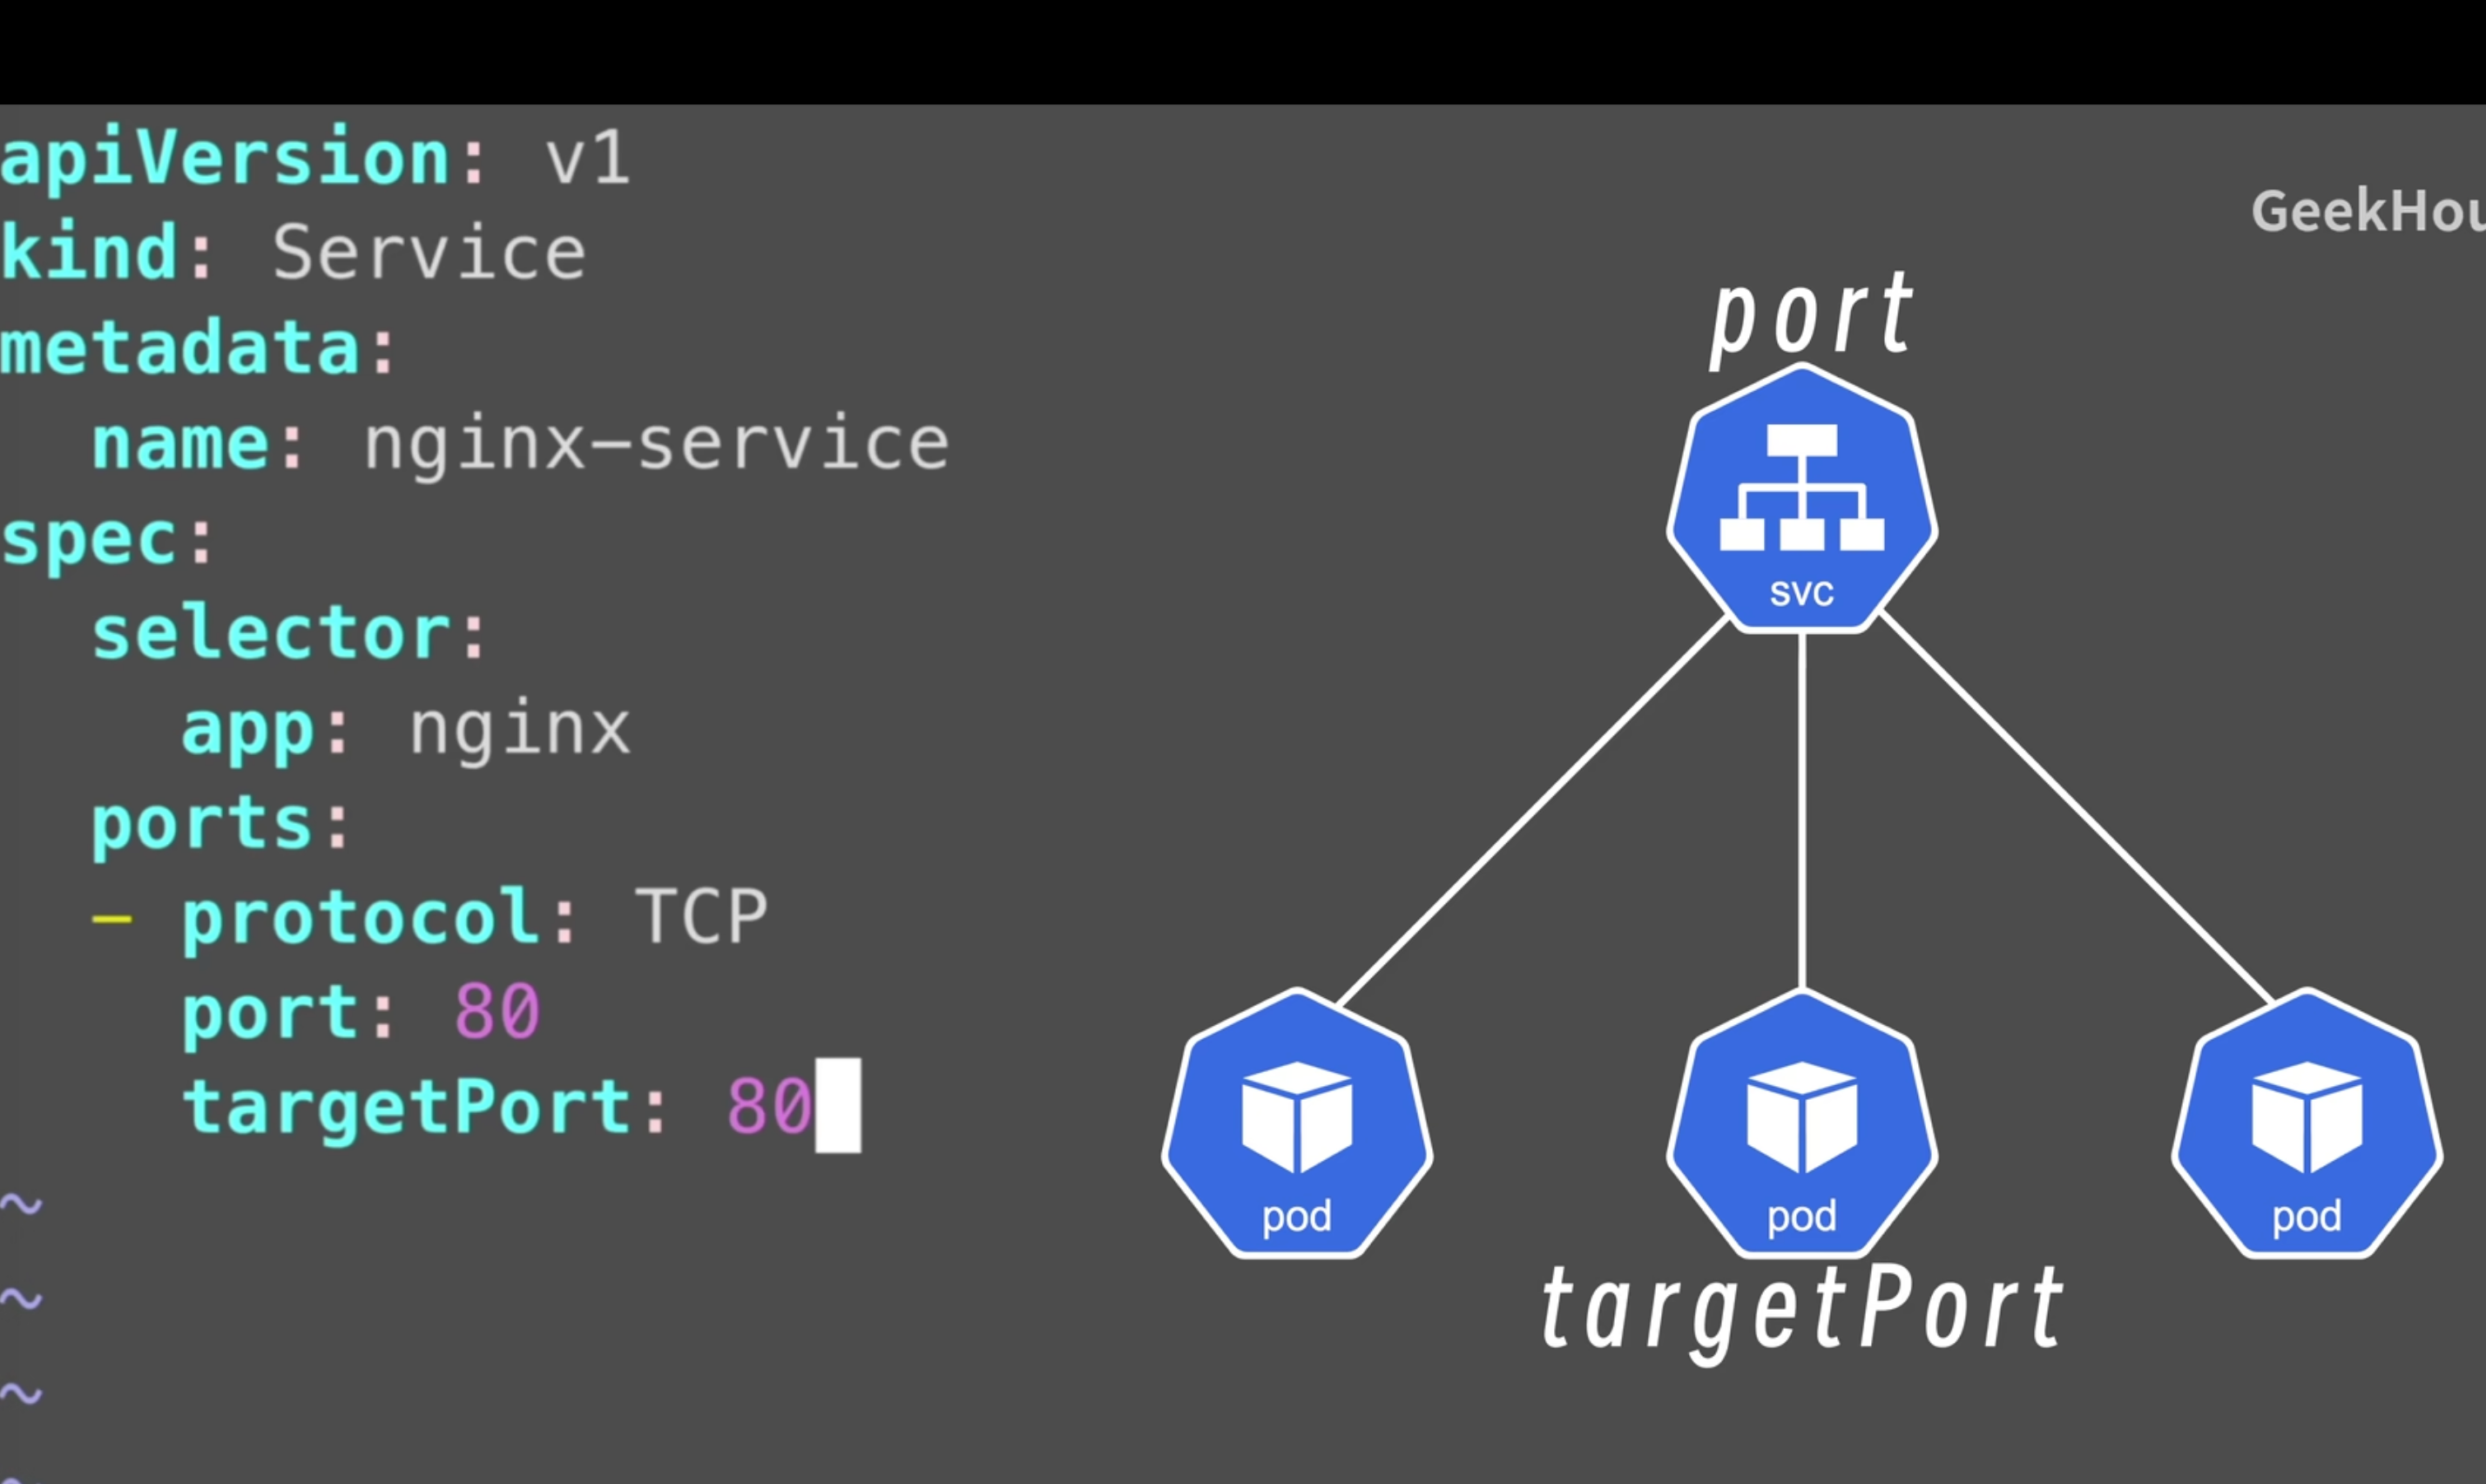 apiVersion: v1
kind: Service
metadata:
  name: nginx-service
spec:
  selector:
    app: nginx
  ports:
  - protocol: TCP
    port: 80
    targetPort: 80
~
~
~
~
GeekHou
port
svc
pod pod pod
targetPort